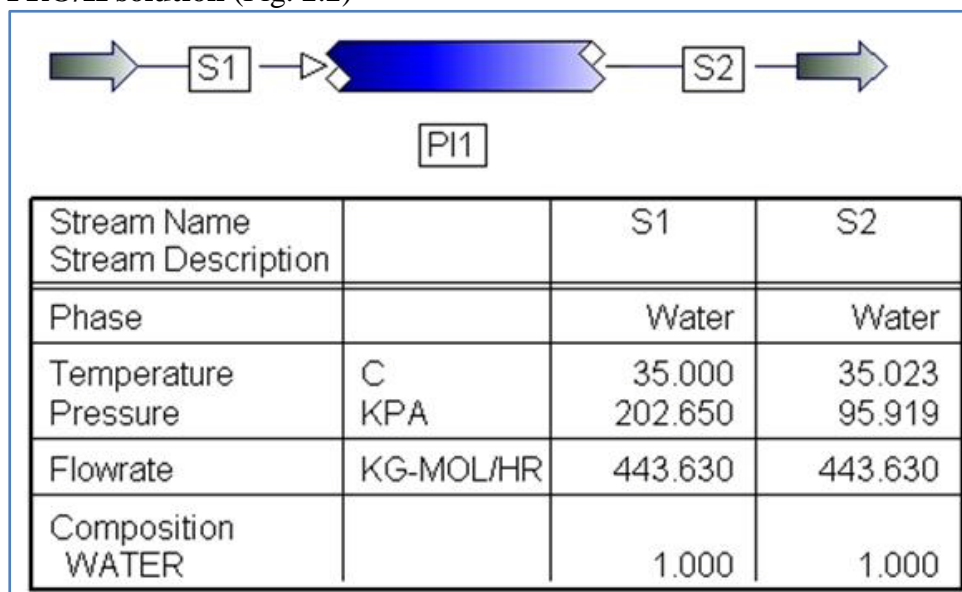 S1
S2
PI1
Stream Name S1 S2
Stream Description
Phase Water Water
Temperature C 35.000 35.023
Pressure KPA 202.650 95.919
Flowrate KG-MOL/HR 443.630 443.630
Composition
WATER 1.000 1.000